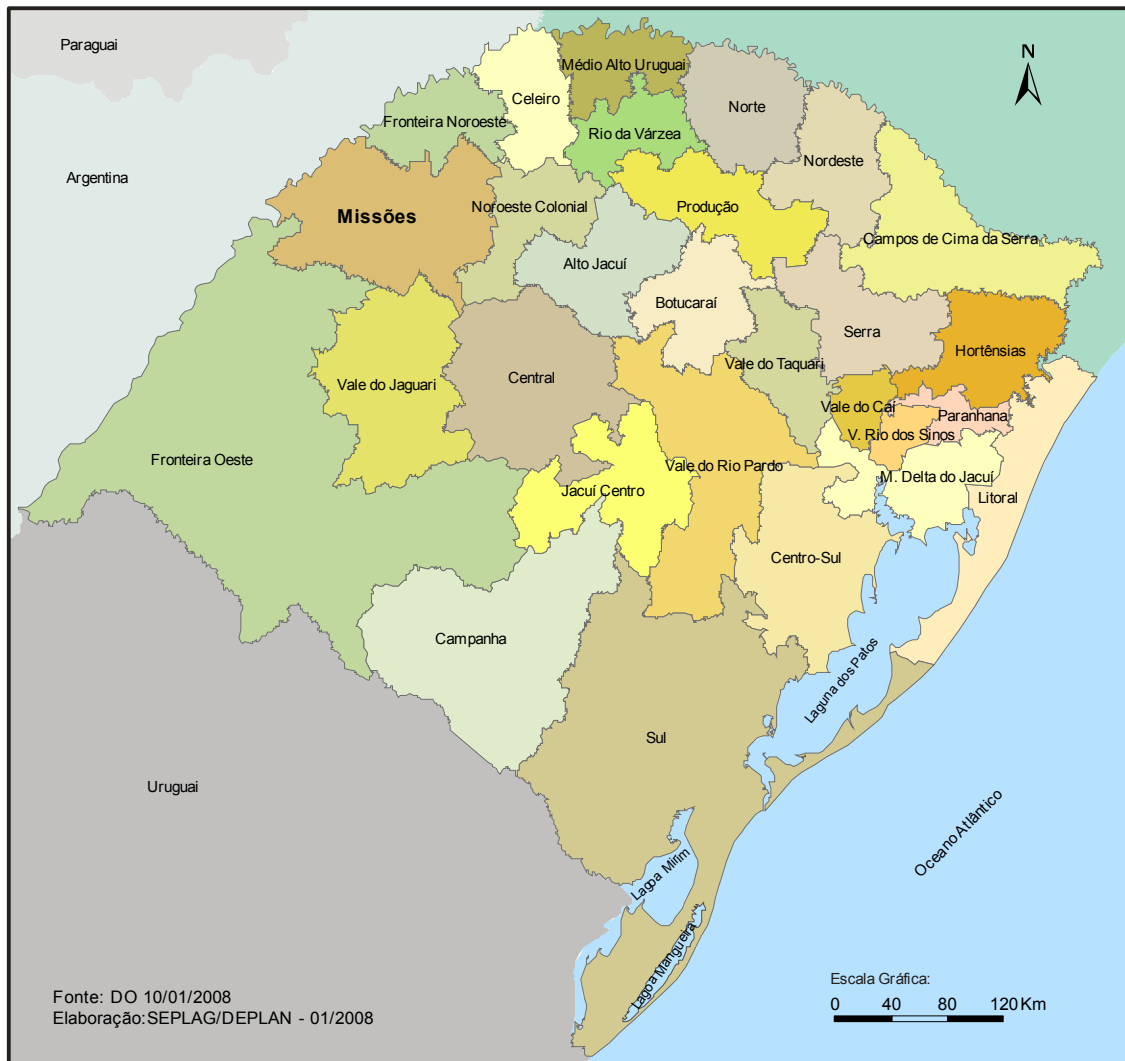 Paraguai
N
Médio Alto Uruguai
Celeiro
Norte
Fronteira Noroeste
Rio da Várzea
Nordeste
Argentina
Missões
Noroeste Colonial
Produção
Campos de Cima da Serra
Alto Jacuí
Botucaraí
Serra
Hortênsias
Vale do Taquari
Central
Vale do Jaguari
Vale do Caí
Paranhana
V. Rio dos Sinos
Fronteira Oeste
Vale do Rio Pardo
M. Delta do Jacuí
Jacuí Centro
Litoral
Centro-Sul
Campanha
Laguna dos Patos
Sul
Uruguai
Oceano Atlântico
Lagoa Mirim
Lagoa Mangueira
Escala Gráfica:
0 40 80 120 Km
Fonte: DO 10/01/2008
Elaboração:SEPLAG/DEPLAN - 01/2008